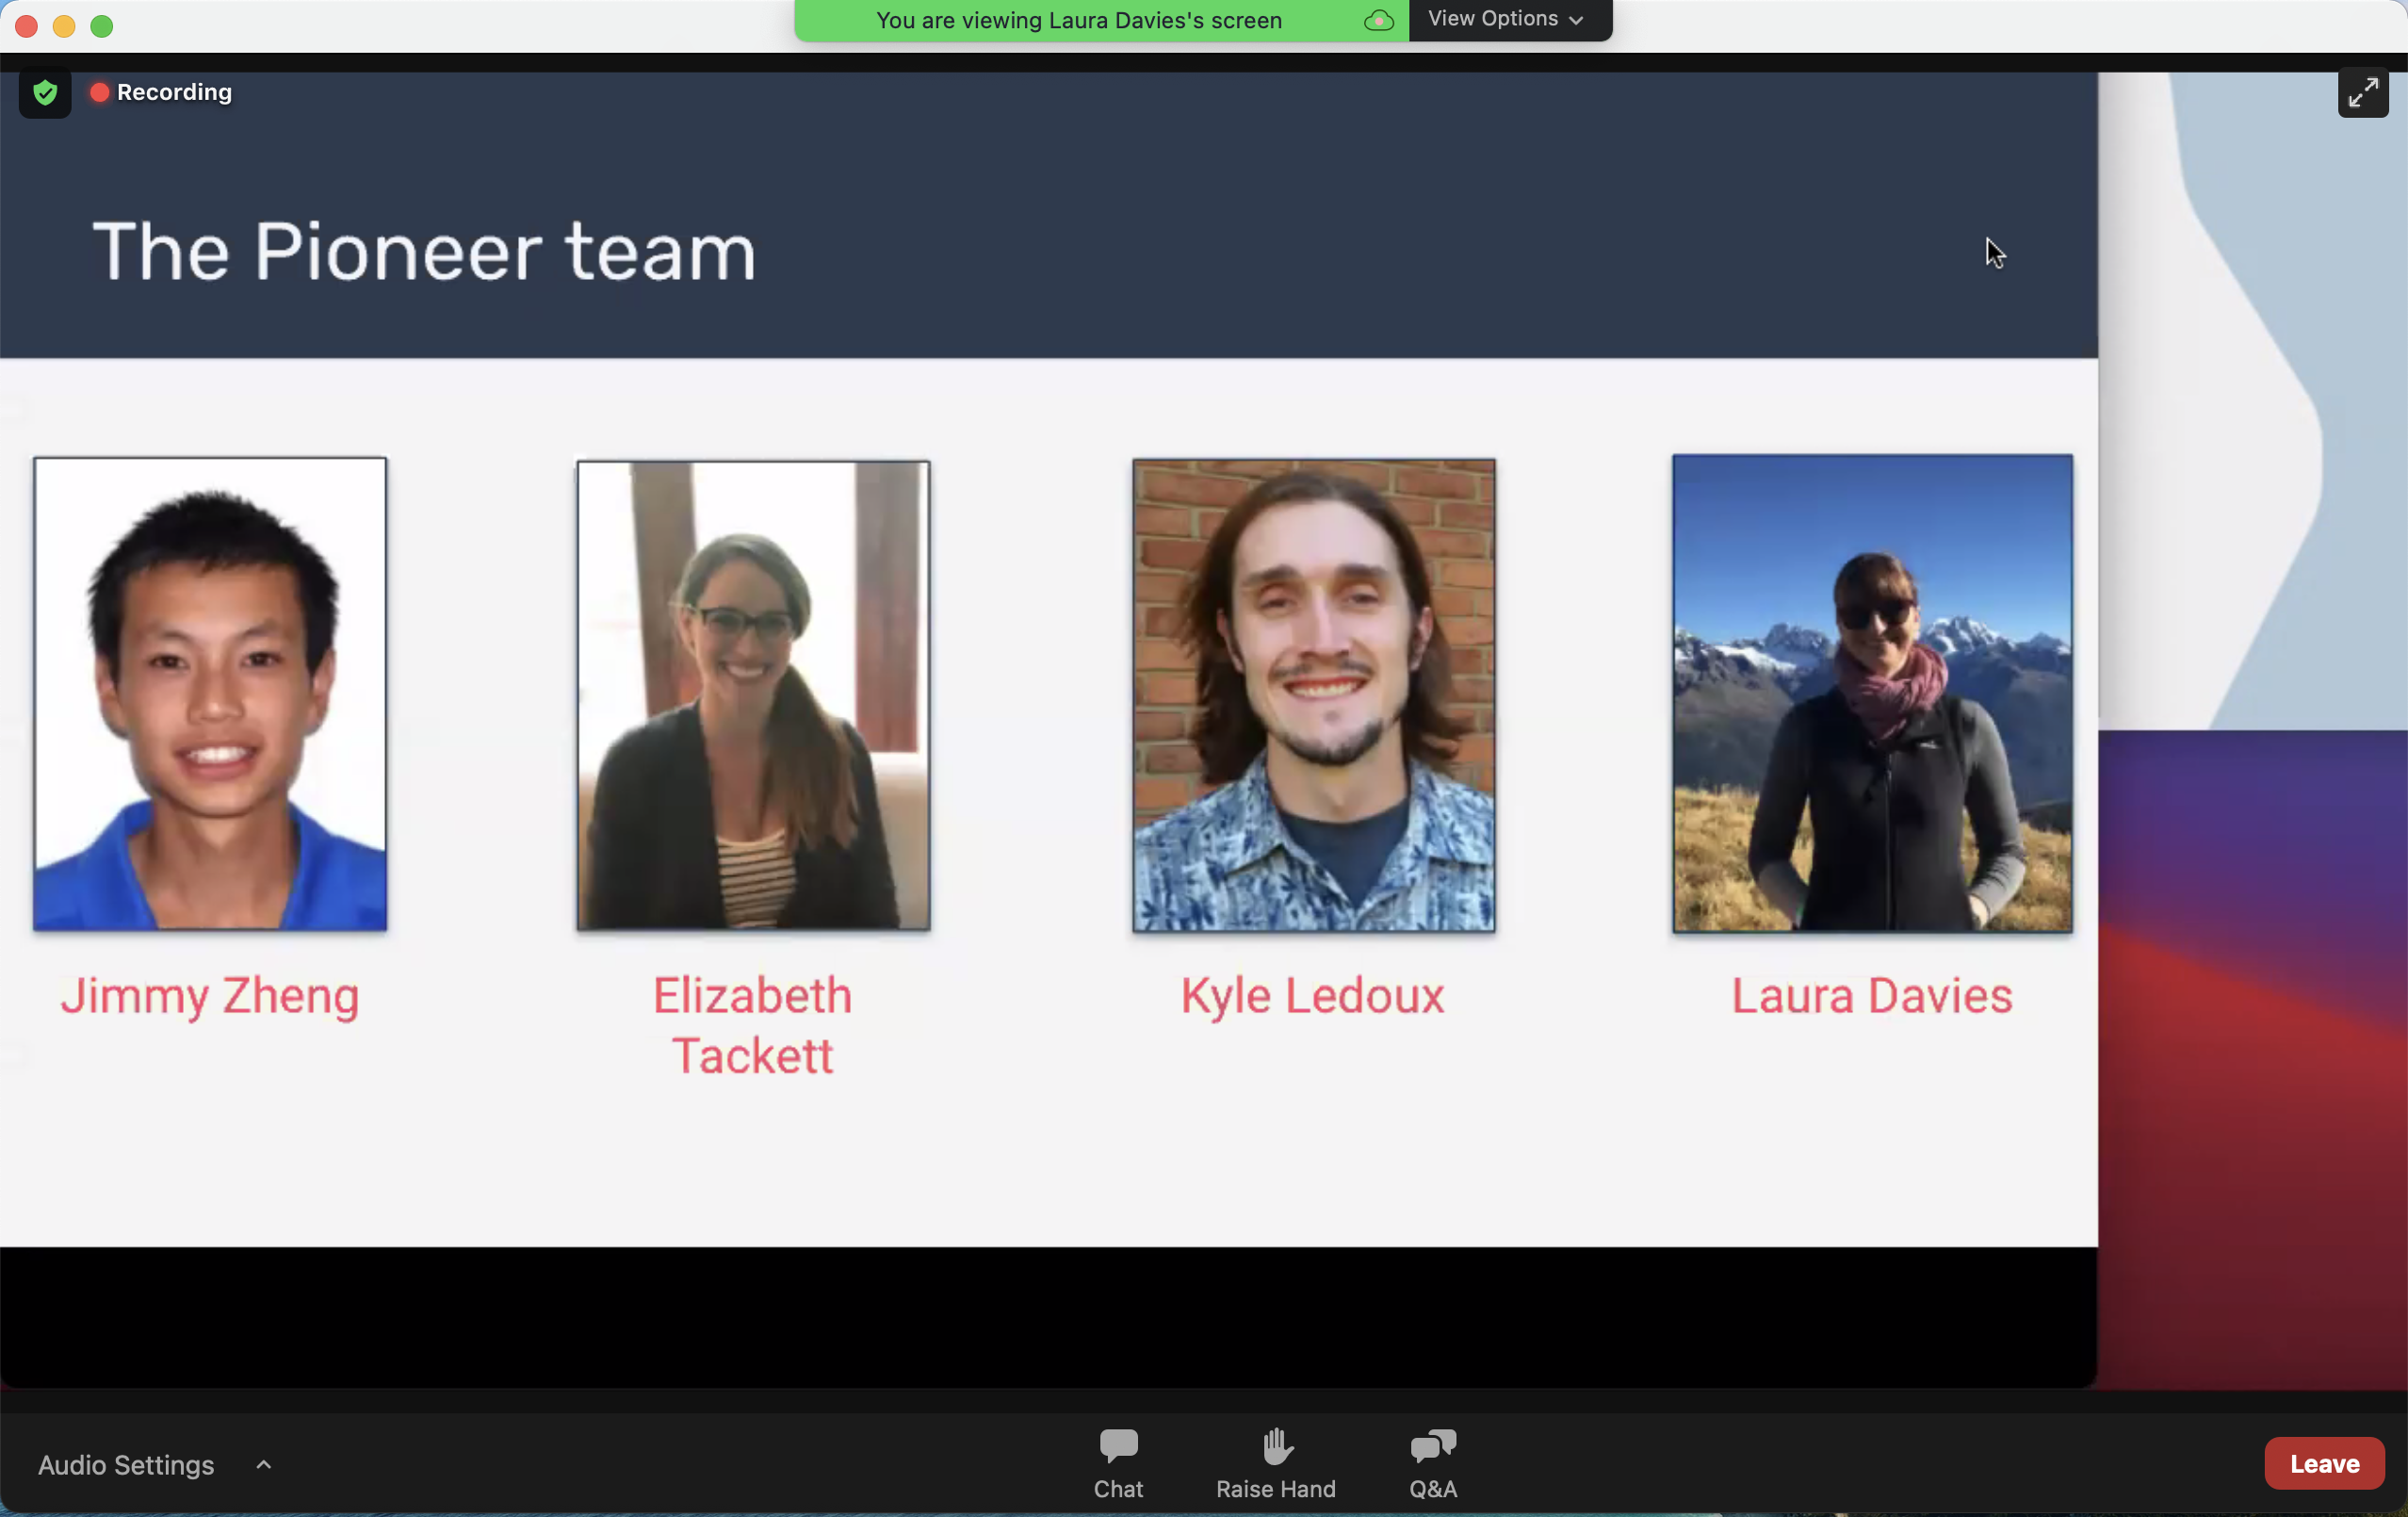 You are viewing Laura Davies's screen
View Options
Recording
The Pioneer team
Jimmy Zheng
Elizabeth
Tackett
Kyle Ledoux
Laura Davies
Audio Settings
Chat
Raise Hand
Q&A
Leave